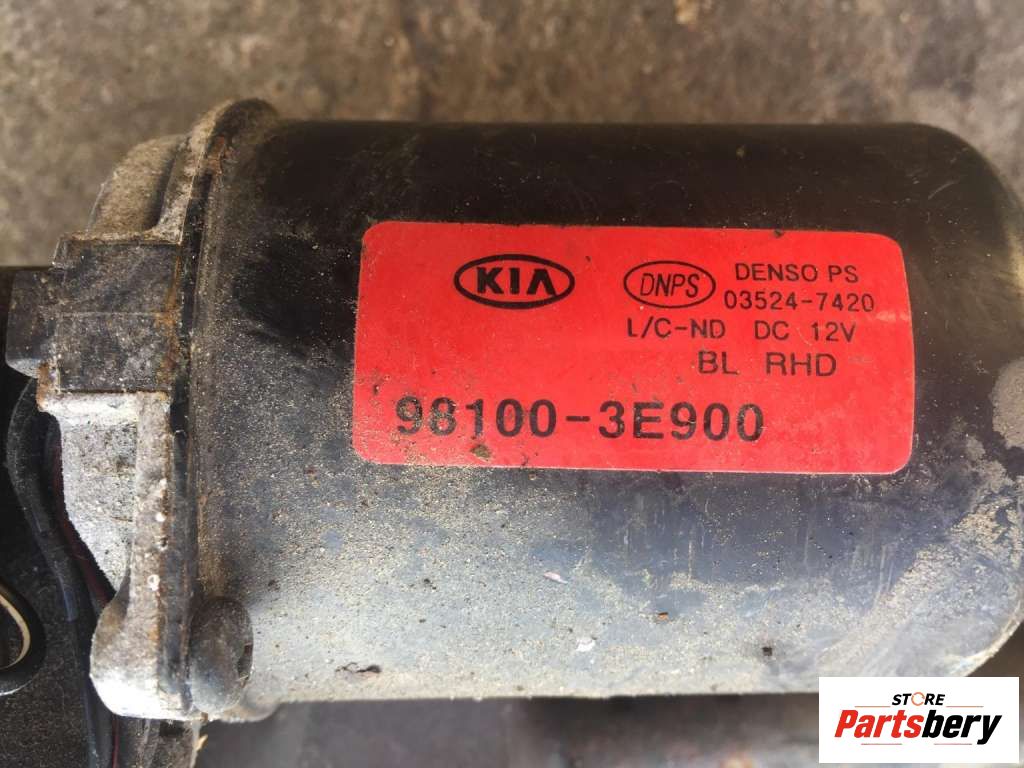 KIA
DNPS
DENSO PS
03524-7420
L/C-ND DC 12V
BL RHD
98100-3E900
STORE
Partsbery